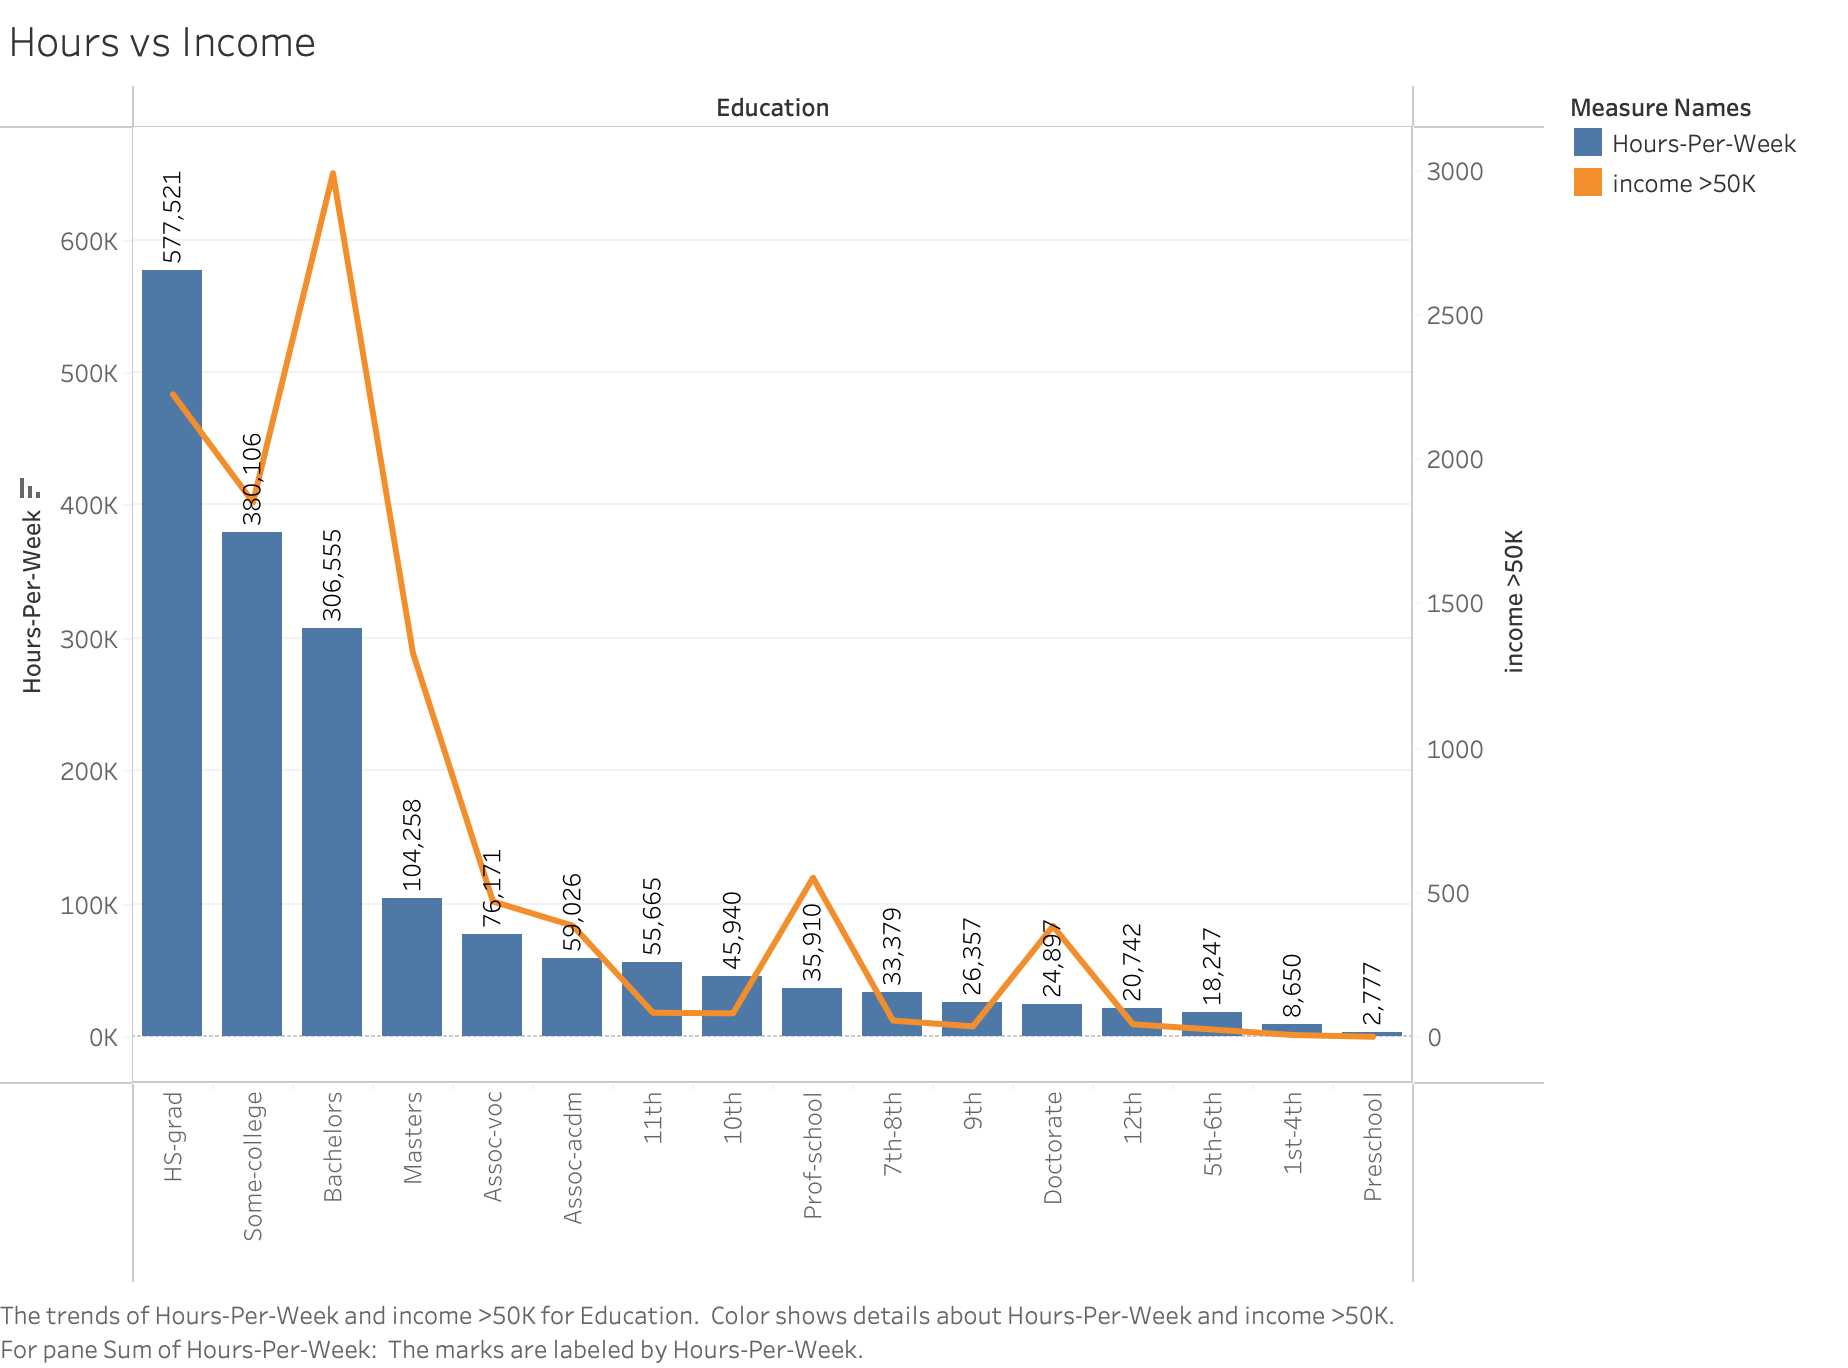 Hours vs Income
Education
Measure Names
Hours-Per-Week
income >50K
Hours-Per-Week
600K
500K
400K
300K
200K
100K
0K
577,521
380,106
306,555
104,258
76,171
59,026
55,665
45,940
35,910
33,379
26,357
24,897
20,742
18,247
8,650
2,777
3000
2500
2000
1500
1000
500
0
income >50K
HS-grad
Some-college
Bachelors
Masters
Assoc-voc
Assoc-acdm
11th
10th
Prof-school
7th-8th
9th
Doctorate
12th
5th-6th
1st-4th
Preschool
The trends of Hours-Per-Week and income >50K for Education.  Color shows details about Hours-Per-Week and income >50K.
For pane Sum of Hours-Per-Week:  The marks are labeled by Hours-Per-Week.